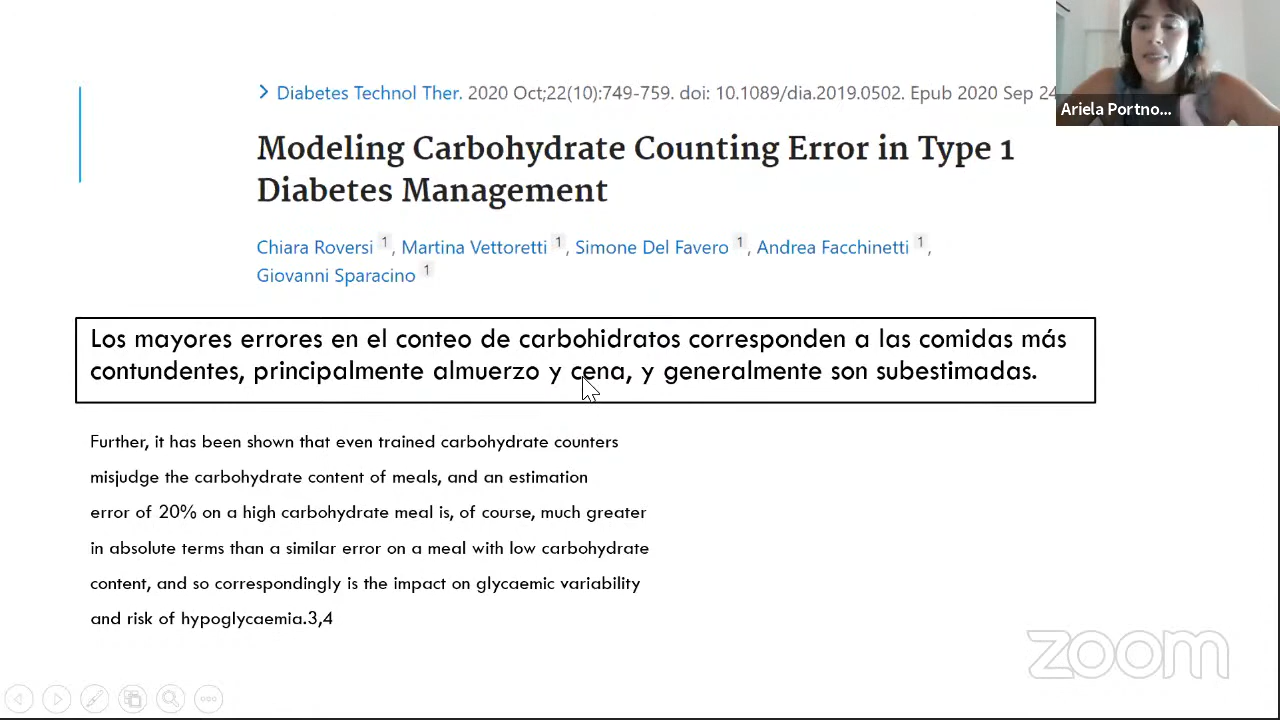 Diabetes Technol Ther. 2020 Oct;22(10):749-759. doi: 10.1089/dia.2019.0502. Epub 2020 Sep 24
Ariela Portno...
Modeling Carbohydrate Counting Error in Type 1
Diabetes Management
Chiara Roversi 1, Martina Vettoretti 1, Simone Del Favero 1, Andrea Facchinetti 1,
Giovanni Sparacino 1
Los mayores errores en el conteo de carbohidratos corresponden a las comidas más
contundentes, principalmente almuerzo y cena, y generalmente son subestimadas.
Further, it has been shown that even trained carbohydrate counters
misjudge the carbohydrate content of meals, and an estimation
error of 20% on a high carbohydrate meal is, of course, much greater
in absolute terms than a similar error on a meal with low carbohydrate
content, and so correspondingly is the impact on glycaemic variability
and risk of hypoglycaemia.3,4
zoom